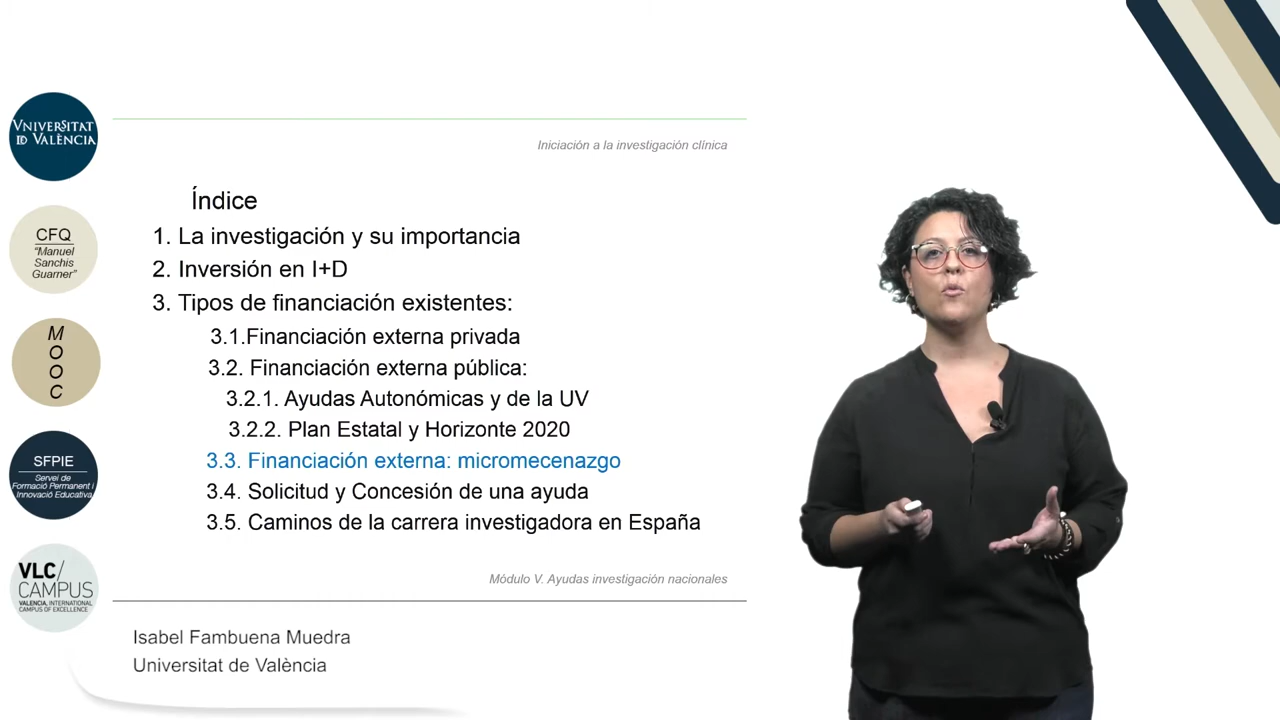 VNIVERSITAT
ID VALÈNCIA
CFQ
"Manuel
Sanchis
Guarner"
M
O
O
C
SFPIE
Servei de
Formació Permanent i
Innovació Educativa
VLC/
CAMPUS
VALENCIA, INTERNATIONAL
CAMPUS OF EXCELLENCE
Iniciación a la investigación clínica
Índice
1. La investigación y su importancia
2. Inversión en I+D
3. Tipos de financiación existentes:
3.1.Financiación externa privada
3.2. Financiación externa pública:
3.2.1. Ayudas Autonómicas y de la UV
3.2.2. Plan Estatal y Horizonte 2020
3.3. Financiación externa: micromecenazgo
3.4. Solicitud y Concesión de una ayuda
3.5. Caminos de la carrera investigadora en España
Módulo V. Ayudas investigación nacionales
Isabel Fambuena Muedra
Universitat de València